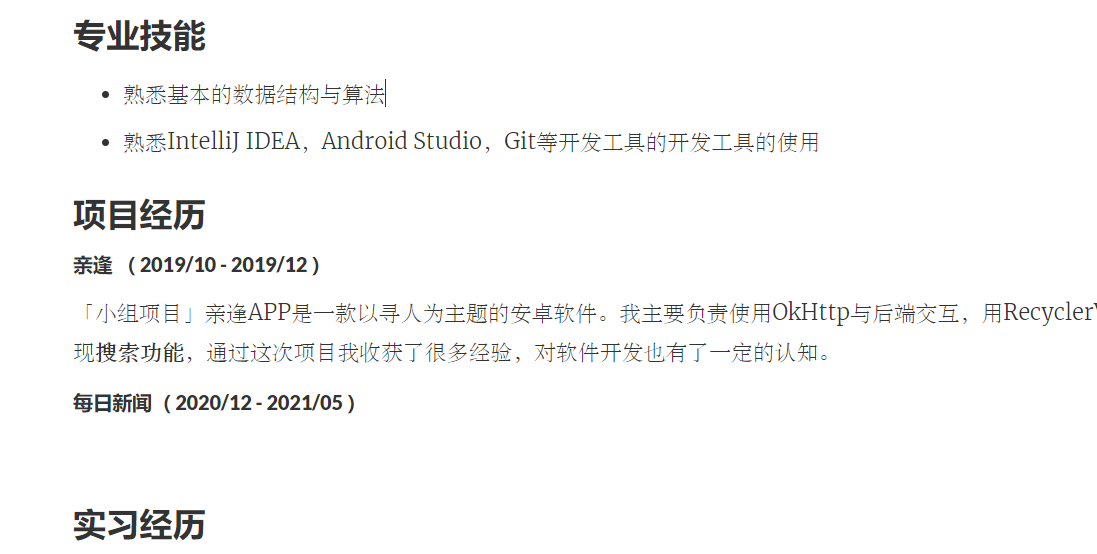 专业技能
熟悉基本的数据结构与算法
熟悉IntelliJ IDEA，Android Studio，Git等开发工具的开发工具的使用
项目经历
亲逢 （ 2019/10 - 2019/12 ）
「小组项目」亲逢APP是一款以寻人为主题的安卓软件。我主要负责使用OkHttp与后端交互，用Recycler
现搜索功能，通过这次项目我收获了很多经验，对软件开发也有了一定的认知。
每日新闻 （ 2020/12 - 2021/05 ）
实习经历